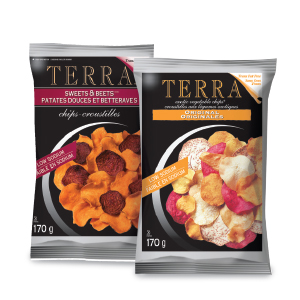 TERRA
SWEETS & BEETS™
PATATES DOUCES ET BETTERAVES
chips•croustilles
LOW SODIUM
FAIBLE EN SODIUM
170 g
TERRA
exotic vegetable chips
croustilles aux légumes exotiques
ORIGINAL
ORIGINALES
LOW SODIUM
FAIBLE EN SODIUM
170 g